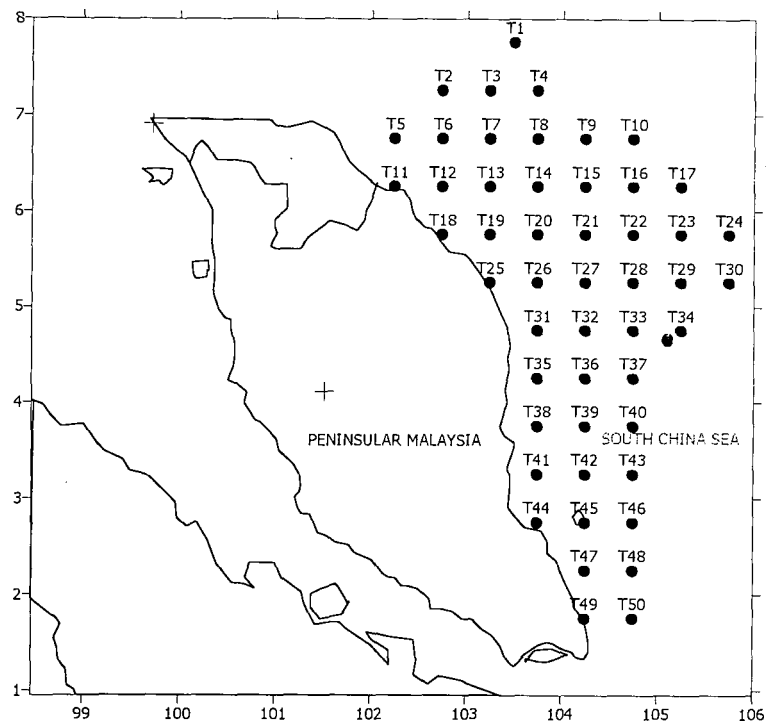 8
T1
T2 T3 T4
7
T5 T6 T7 T8 T9 T10
T11 T12 T13 T14 T15 T16 T17
6
T18 T19 T20 T21 T22 T23 T24
T25 T26 T27 T28 T29 T30
5
T31 T32 T33 T34
T35 T36 T37
4
T38 T39 T40
PENINSULAR MALAYSIA SOUTH CHINA SEA
T41 T42 T43
3
T44 T45 T46
T47 T48
2
T49 T50
1
99 100 101 102 103 104 105 106